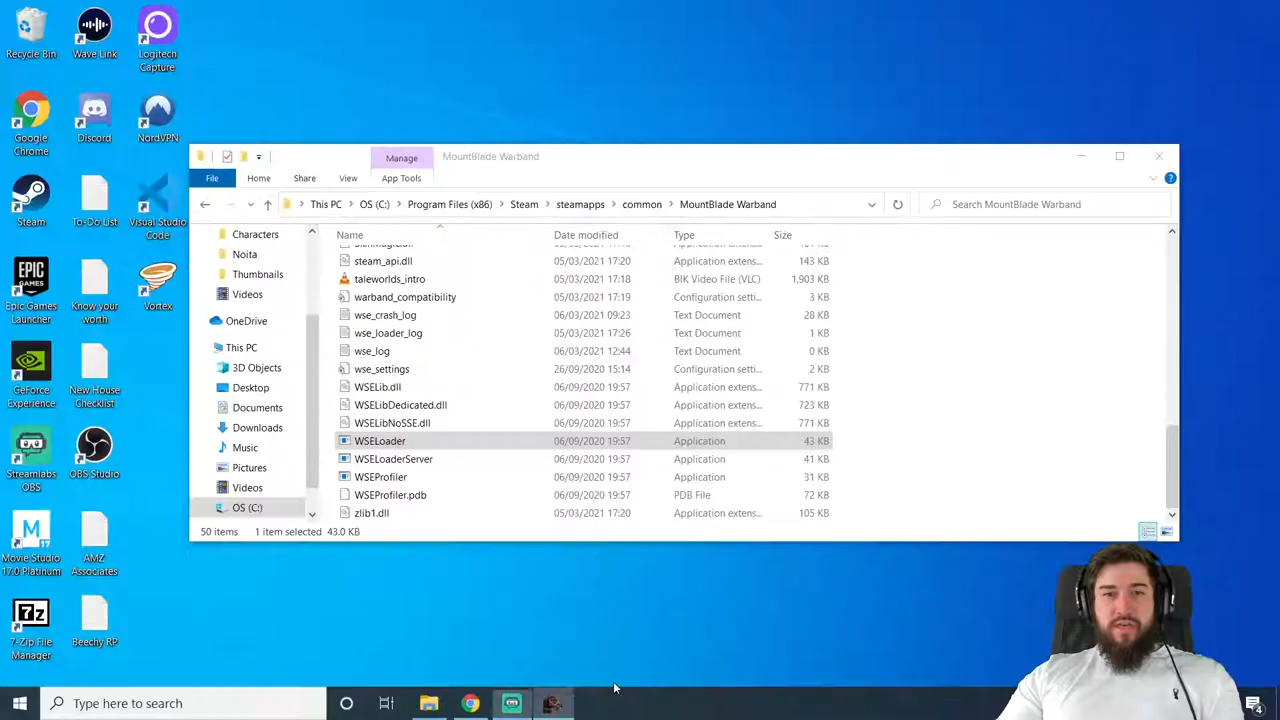 Recycle Bin
Wave Link
Logitech
Capture
Google
Chrome
Discord
NordVPN
Steam
To-Do List
Visual Studio
Code
Epic Games
Launcher
Know your
worth
Vortex
GeForce
Experience
New House
Checklist
Streamlabs
OBS
OBS Studio
Movie Studio
17.0 Platinum
AMZ
Associates
7-Zip File
Manager
Beechy RP
Manage
MountBlade Warband
File
Home
Share
View
App Tools
This PC
OS (C:)
Program Files (x86)
Steam
steamapps
common
MountBlade Warband
Search MountBlade Warband
Characters
Noita
Thumbnails
Videos
OneDrive
This PC
3D Objects
Desktop
Documents
Downloads
Music
Pictures
Videos
OS (C:)
Name Date modified Type Size
steam_api.dll 05/03/2021 17:20 Application extens... 143 KB
taleworlds_intro 05/03/2021 17:18 BIK Video File (VLC) 1,903 KB
warband_compatibility 05/03/2021 17:19 Configuration setti... 3 KB
wse_crash_log 06/03/2021 09:23 Text Document 28 KB
wse_loader_log 05/03/2021 17:26 Text Document 1 KB
wse_log 06/03/2021 12:44 Text Document 0 KB
wse_settings 26/09/2020 15:14 Configuration setti... 2 KB
WSELib.dll 06/09/2020 19:57 Application extens... 771 KB
WSELibDedicated.dll 06/09/2020 19:57 Application extens... 723 KB
WSELibNoSSE.dll 06/09/2020 19:57 Application extens... 771 KB
WSELoader 06/09/2020 19:57 Application 43 KB
WSELoaderServer 06/09/2020 19:57 Application 41 KB
WSEProfiler 06/09/2020 19:57 Application 31 KB
WSEProfiler.pdb 06/09/2020 19:57 PDB File 72 KB
zlib1.dll 05/03/2021 17:20 Application extens... 105 KB
50 items 1 item selected 43.0 KB
Type here to search
4